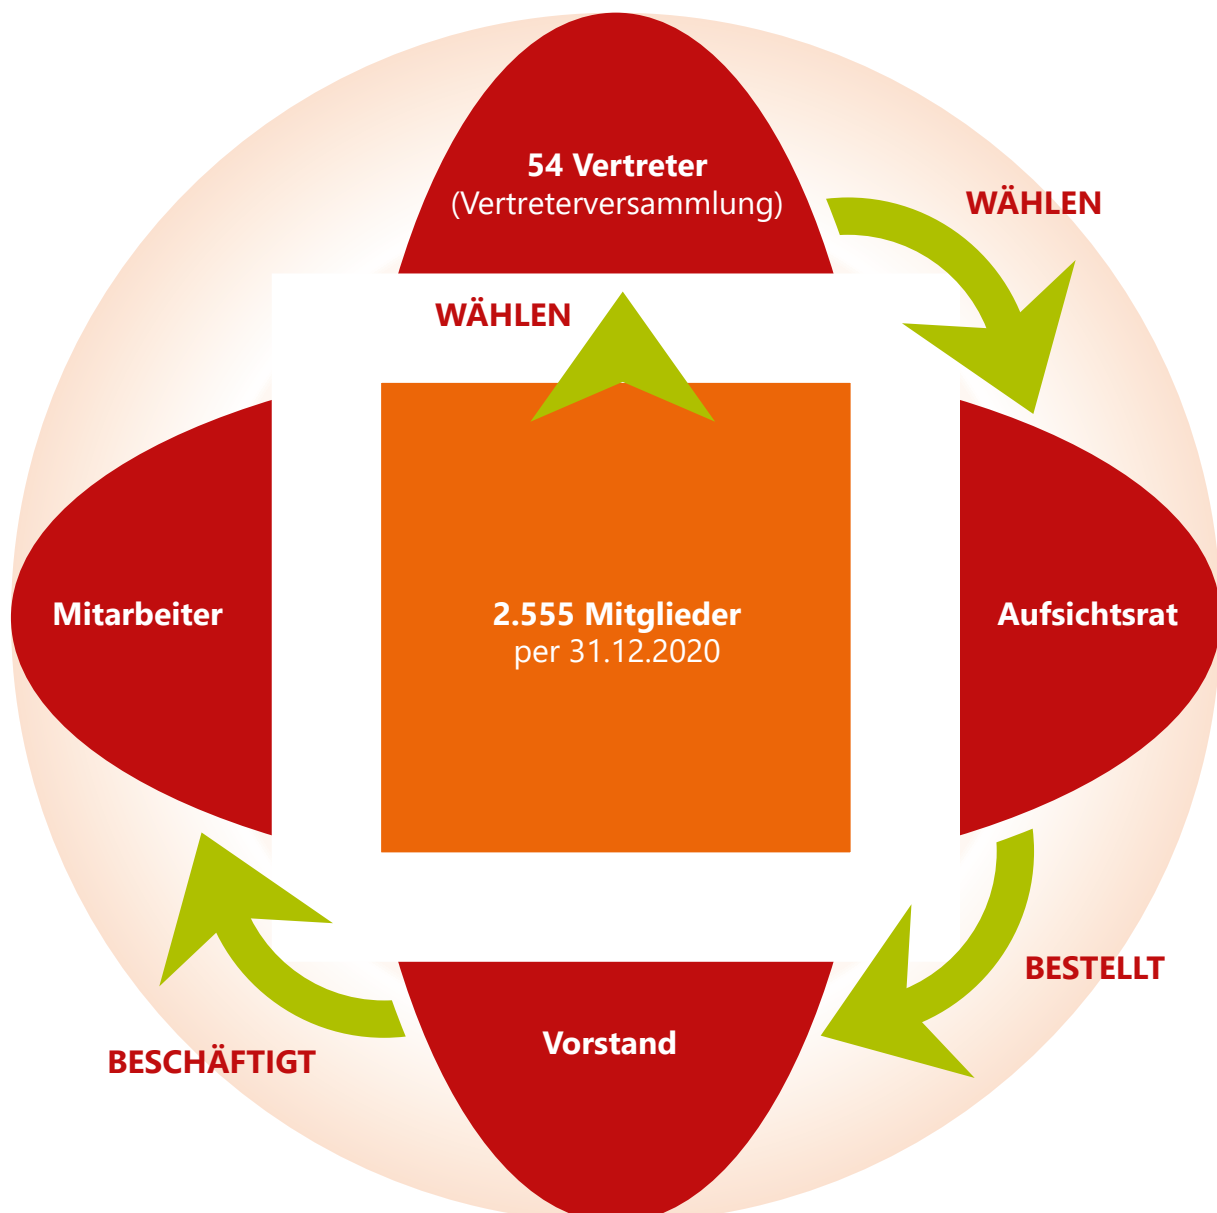 54 Vertreter
(Vertreterversammlung)
WÄHLEN
WÄHLEN
Mitarbeiter
2.555 Mitglieder
per 31.12.2020
Aufsichtsrat
BESTELLT
Vorstand
BESCHÄFTIGT